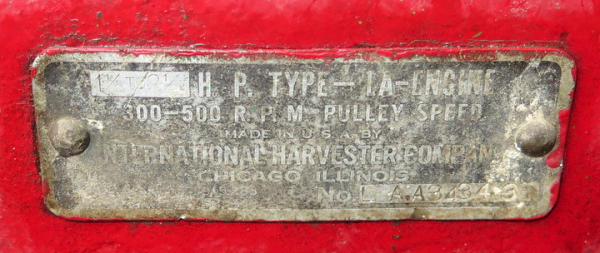 H. P. TYPE-LA-ENGINE
300-500 R.P.M. PULLEY SPEED
MADE IN U.S.A. BY
INTERNATIONAL HARVESTER COMPANY
CHICAGO ILLINOIS
No.